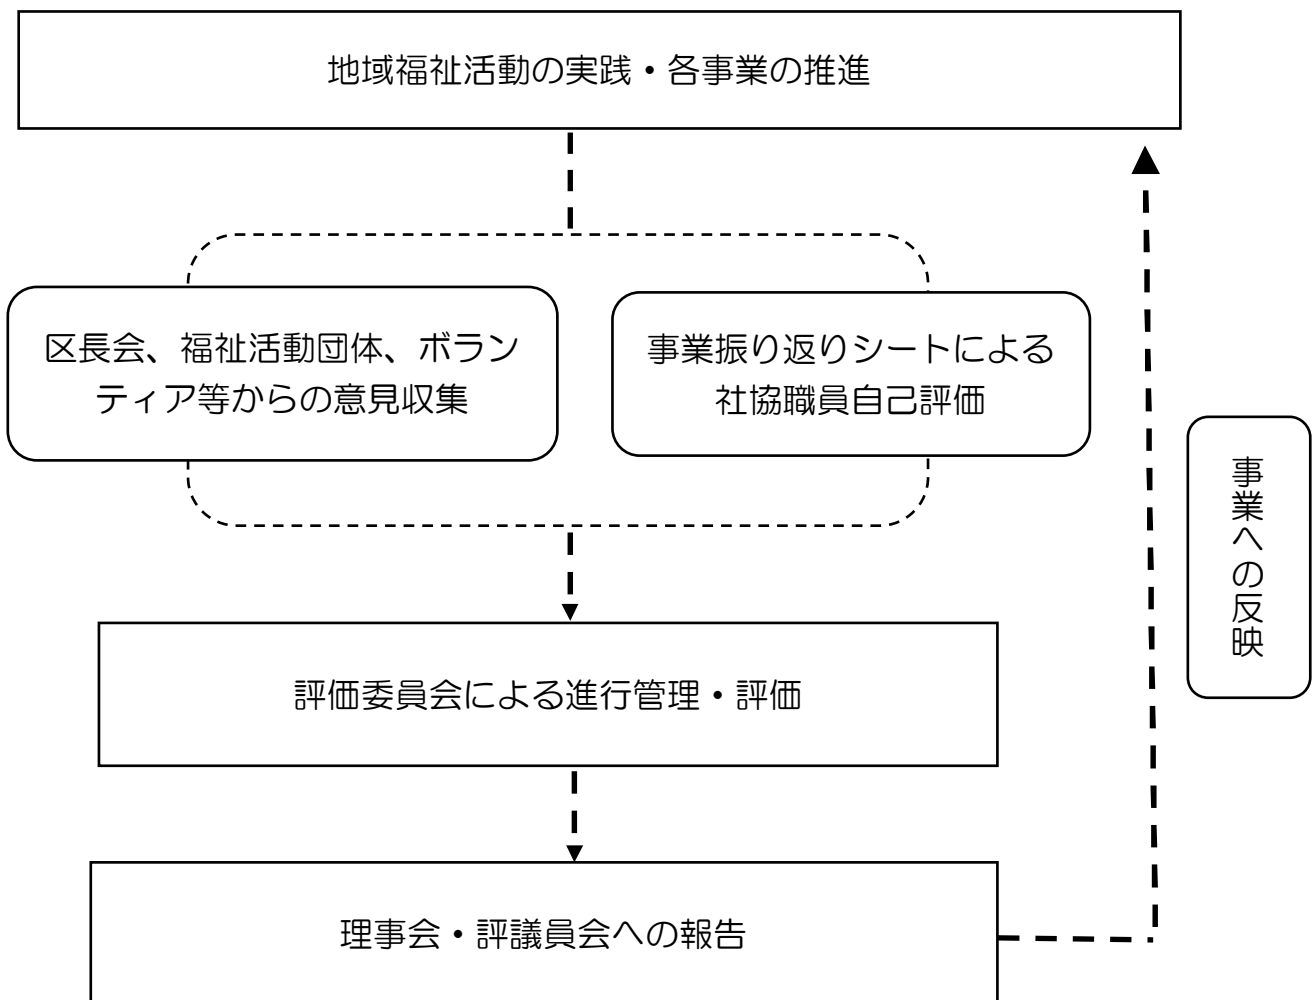 地域福祉活動の実践・各事業の推進
区長会、福祉活動団体、ボラン
ティア等からの意見収集
事業振り返りシートによる
社協職員自己評価
事業への反映
評価委員会による進行管理・評価
理事会・評議員会への報告